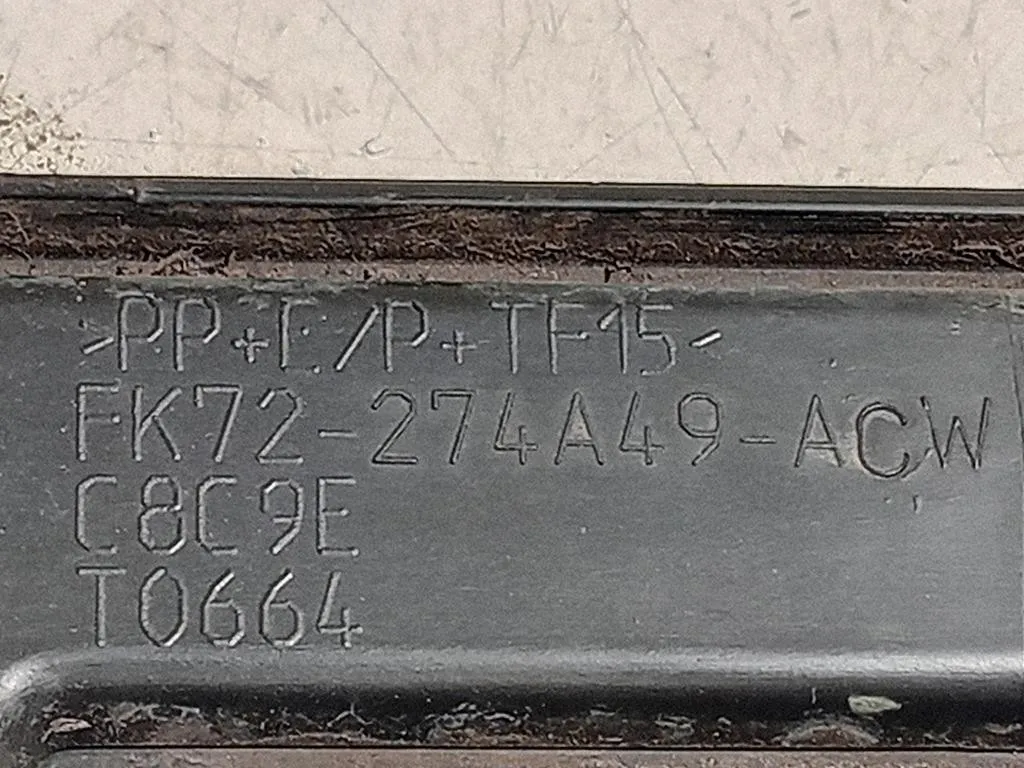 >PP+E/P+TF15<
FK72-274A49-ACW
C8C9E
T0664